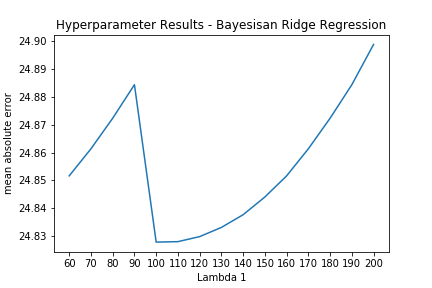 Hyperparameter Results - Bayesisan Ridge Regression
mean absolute error
24.90
24.89
24.88
24.87
24.86
24.85
24.84
24.83
60 70 80 90 100 110 120 130 140 150 160 170 180 190 200
Lambda 1